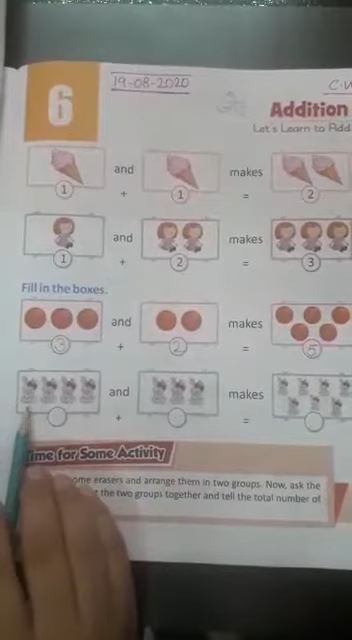 19-08-2020
C.W
6
Addition
Let's Learn to Add
and makes
1 + 1 = 2
and makes
1 + 2 = 3
Fill in the boxes.
and makes
3 + 2 = 5
and makes
+ =
ime for Some Activity
ome erasers and arrange them in two groups. Now, ask the
the two groups together and tell the total number of